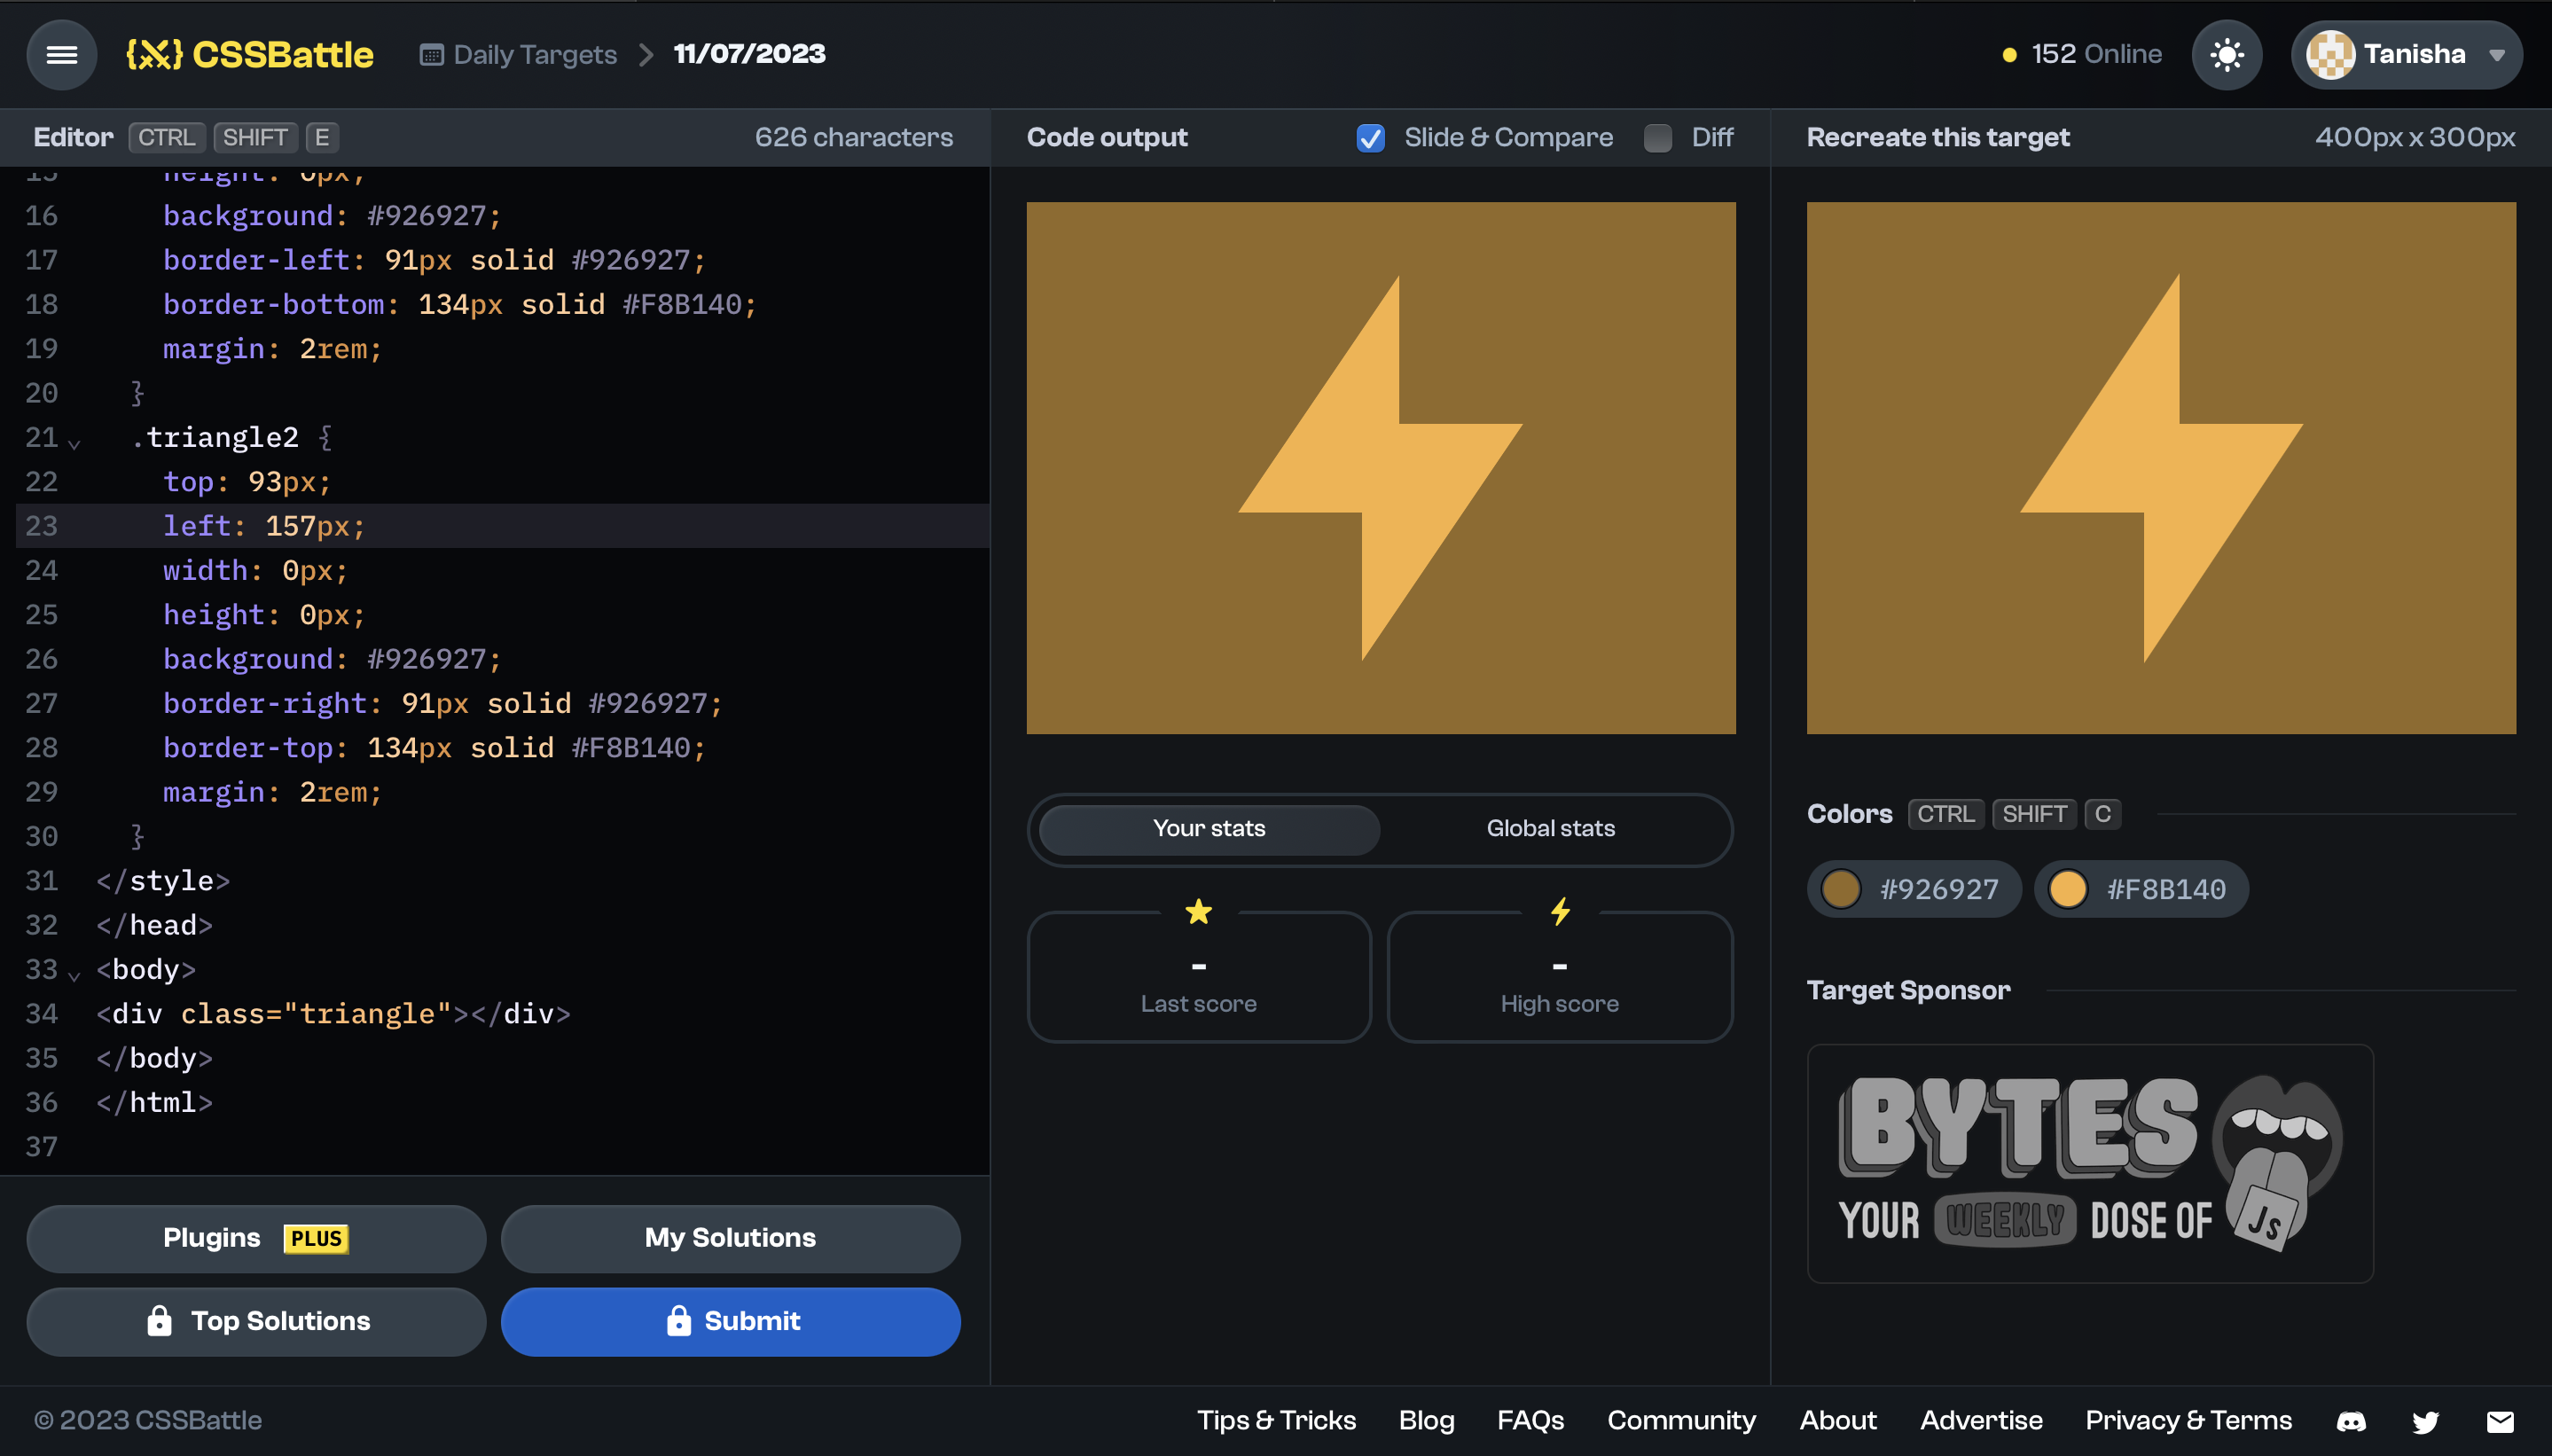 {X} CSSBattle
Daily Targets
11/07/2023
152 Online
Tanisha
Editor CTRL SHIFT E
626 characters
15 height: 0px;
16 background: #926927;
17 border-left: 91px solid #926927;
18 border-bottom: 134px solid #F8B140;
19 margin: 2rem;
20 }
21 .triangle2 {
22 top: 93px;
23 left: 157px;
24 width: 0px;
25 height: 0px;
26 background: #926927;
27 border-right: 91px solid #926927;
28 border-top: 134px solid #F8B140;
29 margin: 2rem;
30 }
31 </style>
32 </head>
33 <body>
34 <div class="triangle"></div>
35 </body>
36 </html>
37
Plugins PLUS
My Solutions
Top Solutions
Submit
Code output
Slide & Compare
Diff
Your stats
Global stats
-
Last score
-
High score
Recreate this target
400px x 300px
Colors CTRL SHIFT C
#926927
#F8B140
Target Sponsor
BYTES
YOUR WEEKLY DOSE OF JS
© 2023 CSSBattle
Tips & Tricks
Blog
FAQs
Community
About
Advertise
Privacy & Terms